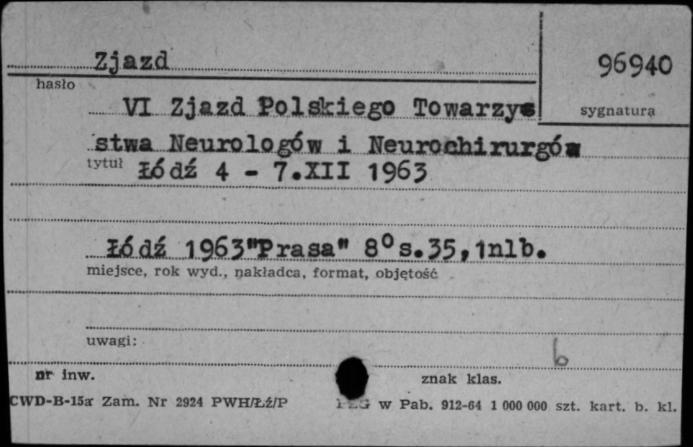 Zjazd
96940
hasło
VI Zjazd Polskiego Towarzys
sygnatura
stwa Neurologów i Neurochirurgów
tytuł
Łódź 4 - 7.XII 1963
Łódź 1963"Prasa" 8° s.35,1nlb.
miejsce, rok wyd., nakładca, format, objętość
uwagi:
b
nr inw.
znak klas.
CWD-B-15a Zam. Nr 2924 PWH/Łź/P
w Pab. 912-64 1 000 000 szt. kart. b. kl.